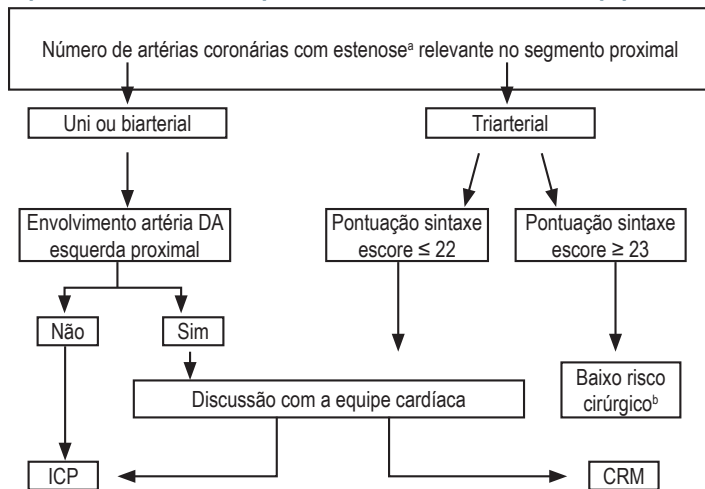 Número de artérias coronárias com estenoseᵃ relevante no segmento proximal
Uni ou biarterial
Triarterial
Envolvimento artéria DA
esquerda proximal
Pontuação sintaxe
escore ≤ 22
Pontuação sintaxe
escore ≥ 23
Não
Sim
Discussão com a equipe cardíaca
Baixo risco
cirúrgicoᵇ
ICP
CRM